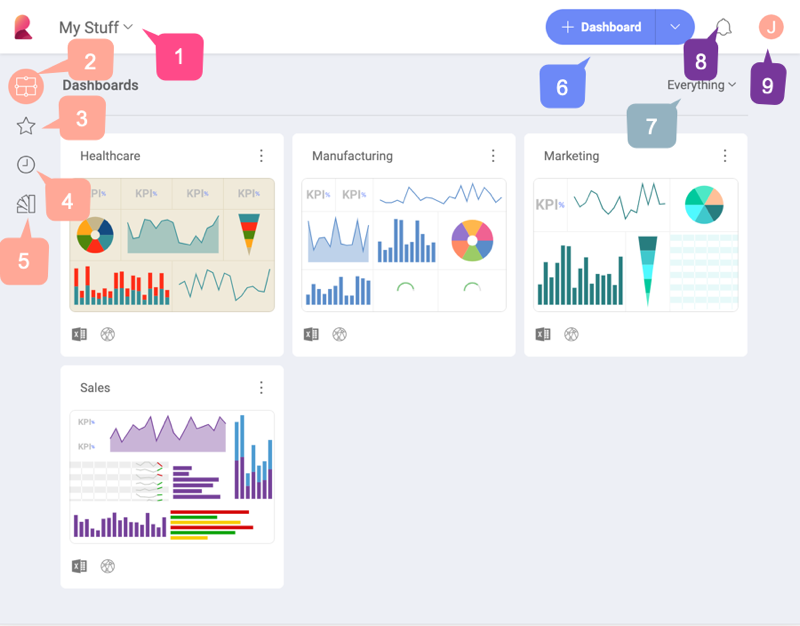 My Stuff
+ Dashboard
J
1
2
6
8
9
Dashboards
Everything
3
7
Healthcare
Manufacturing
Marketing
4
KPI% KPI% KPI% KPI%
KPI% KPI%
KPI%
5
Sales
KPI%
KPI%